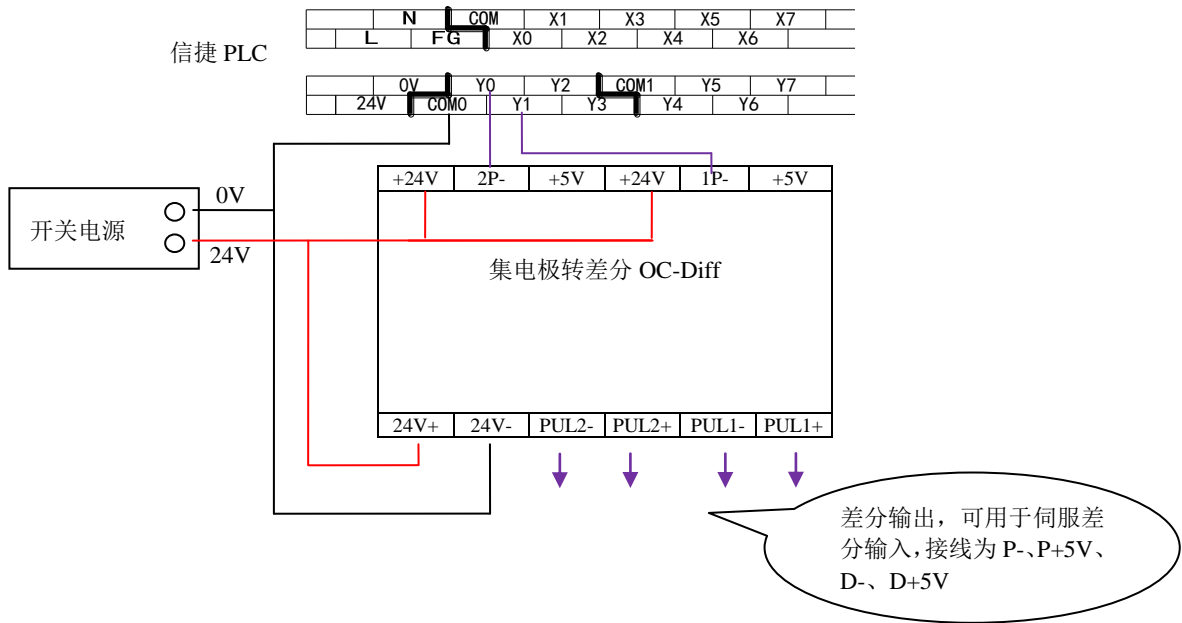 N COM X1 X3 X5 X7
L FG X0 X2 X4 X6
信捷 PLC
0V Y0 Y2 COM1 Y5 Y7
24V COM0 Y1 Y3 Y4 Y6
+24V 2P- +5V +24V 1P- +5V
0V
开关电源
24V
集电极转差分 OC-Diff
24V+ 24V- PUL2- PUL2+ PUL1- PUL1+
差分输出，可用于伺服差
分输入，接线为 P-、P+5V、
D-、D+5V